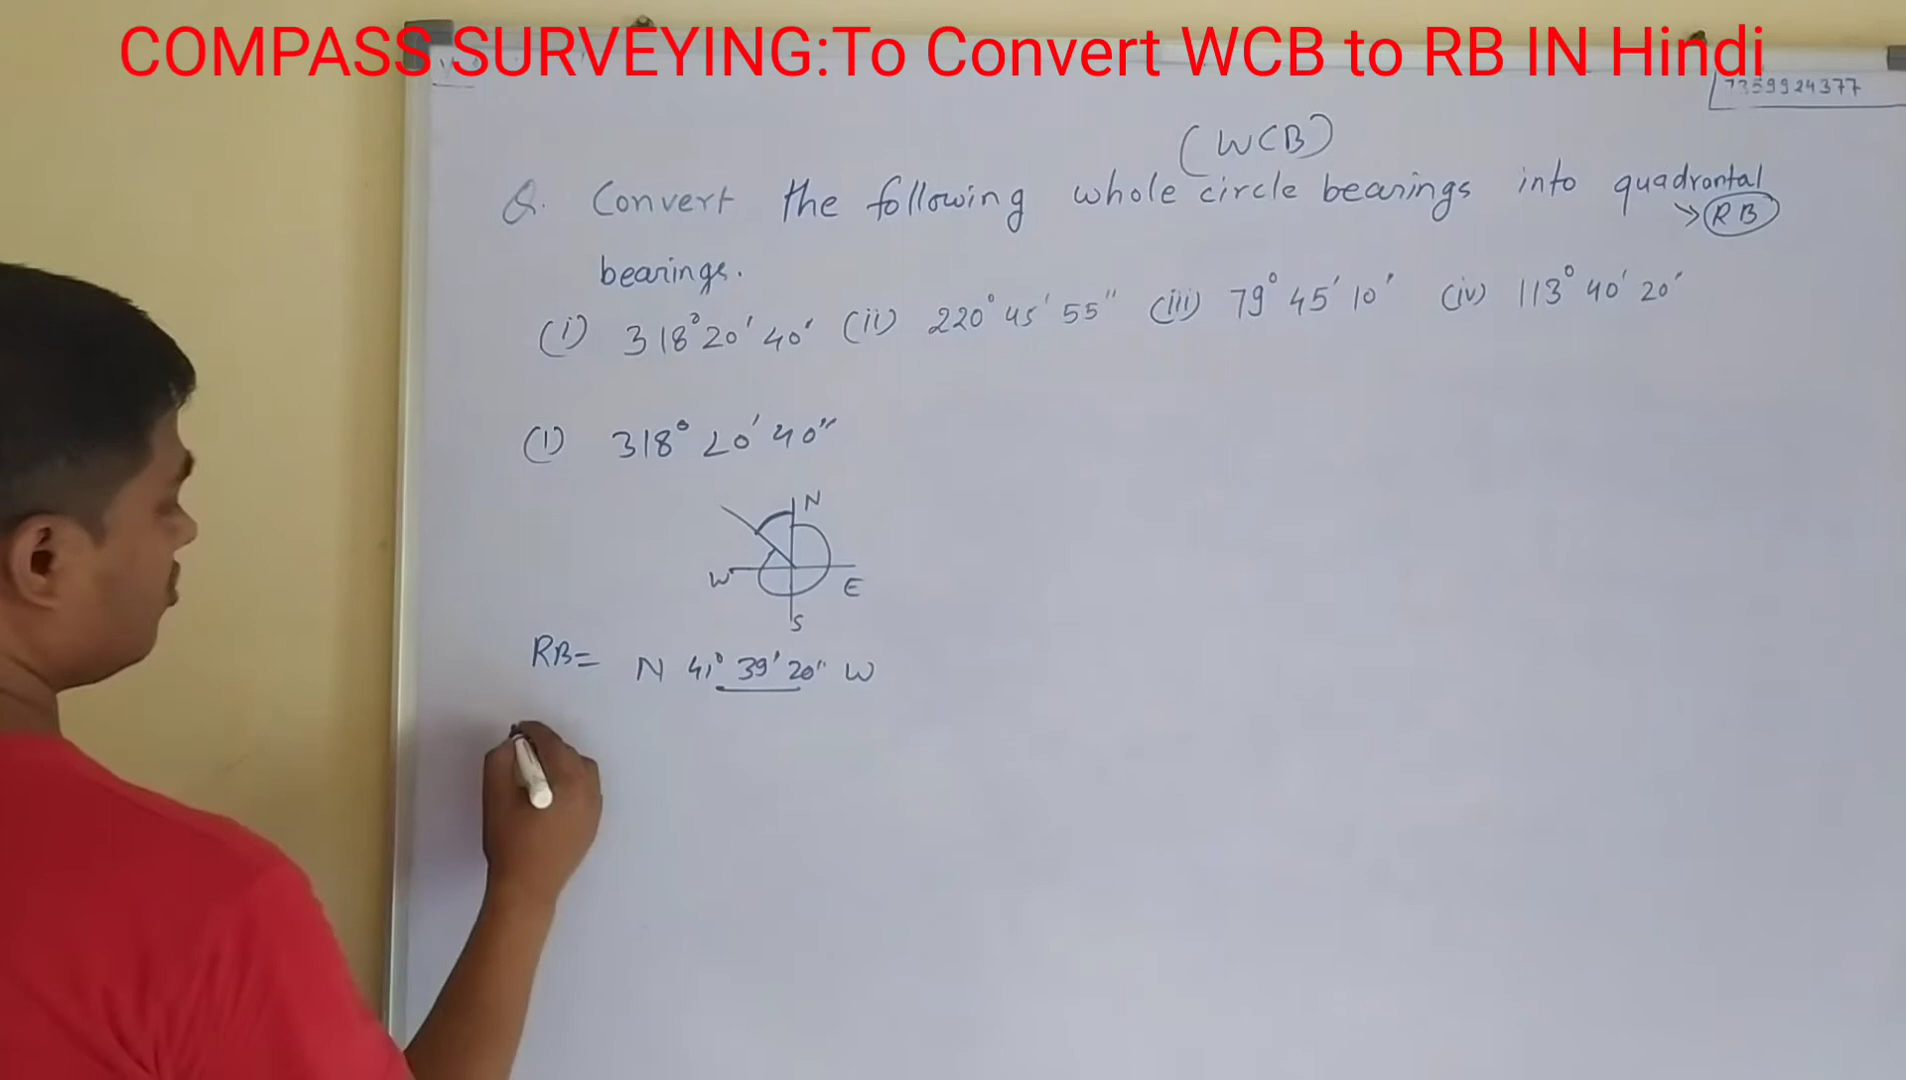 COMPASS SURVEYING:To Convert WCB to RB IN Hindi
7359924377
(WCB)
Q. Convert the following whole circle bearings into quadrantal
→ RB
bearings.
(i) 318° 20' 40" (ii) 220° 45' 55" (iii) 79° 45' 10" (iv) 113° 40' 20"
(1) 318° 20' 40"
N
W E
S
RB= N 41° 39' 20" W